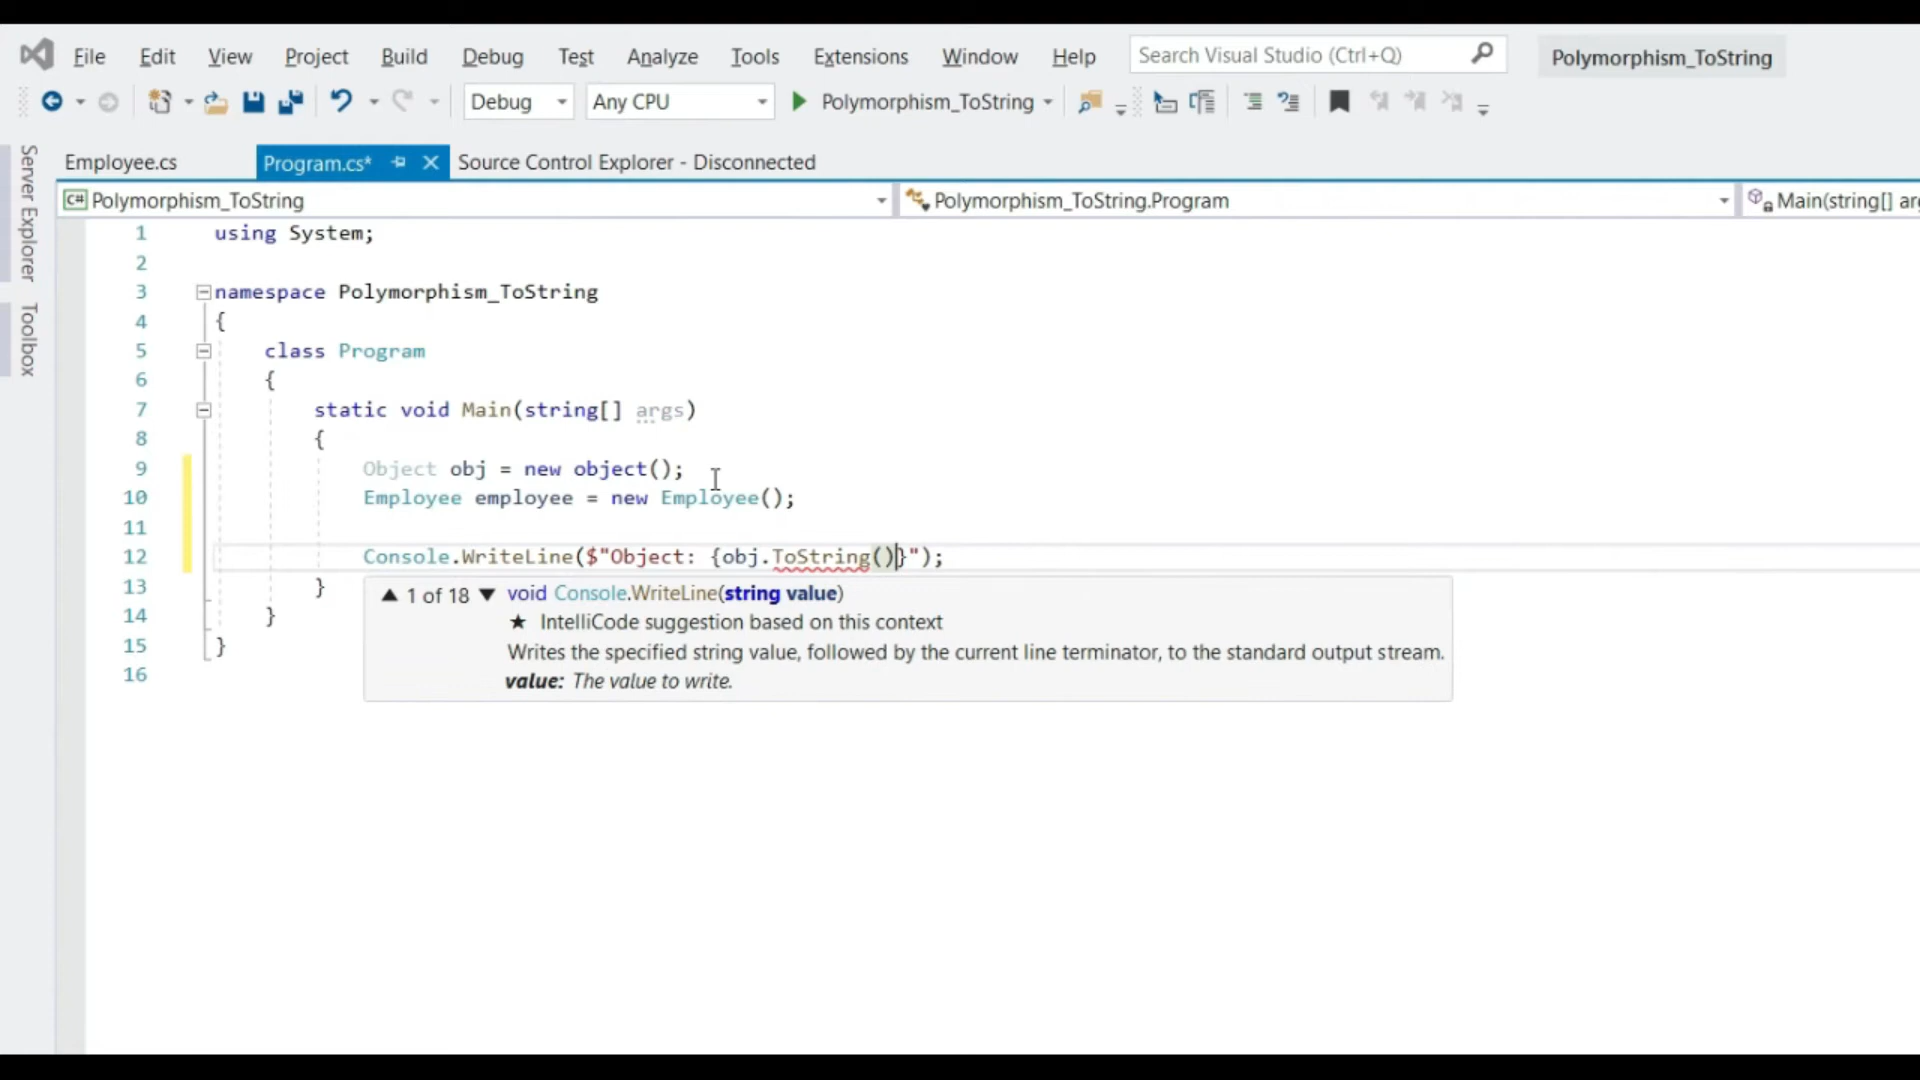 File Edit View Project Build Debug Test Analyze Tools Extensions Window Help Search Visual Studio (Ctrl+Q) Polymorphism_ToString
Debug Any CPU Polymorphism_ToString
Server Explorer
Toolbox
Employee.cs Program.cs* Source Control Explorer - Disconnected
C# Polymorphism_ToString Polymorphism_ToString.Program Main(string[] arg
1 using System;
2
3 namespace Polymorphism_ToString
4 {
5 class Program
6 {
7 static void Main(string[] args)
8 {
9 Object obj = new object();
10 Employee employee = new Employee();
11
12 Console.WriteLine($"Object: {obj.ToString()}");
13 }
▲ 1 of 18 ▼ void Console.WriteLine(string value)
★ IntelliCode suggestion based on this context
14 }
15 }
Writes the specified string value, followed by the current line terminator, to the standard output stream.
16
value: The value to write.